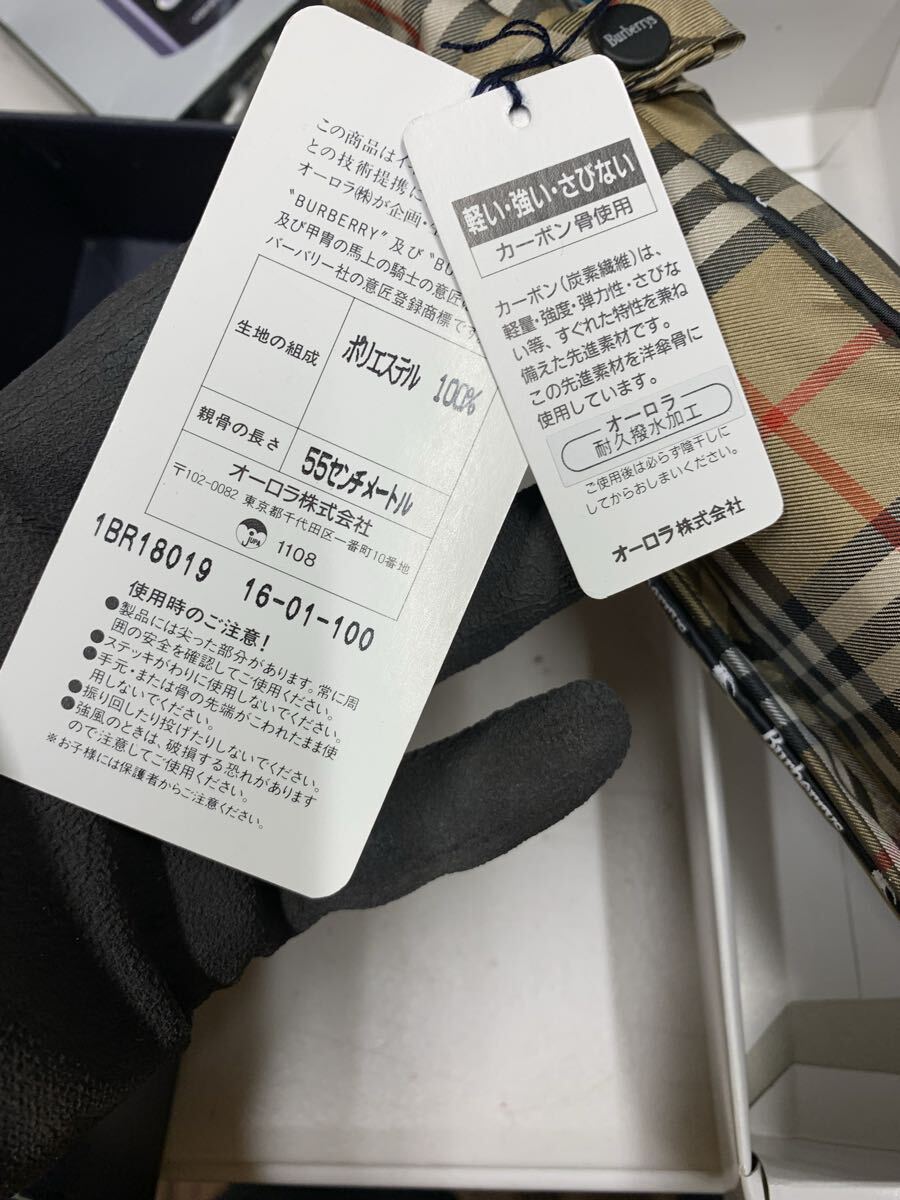 Burberrys
この商品はイ
との技術提携に
オーロラ㈱が企画・
"BURBERRY"及び"BU
及び甲冑の馬上の騎士の意匠
バーバリー社の意匠登録商標です
生地の組成
ポリエステル 100%
親骨の長さ
55センチメートル
オーロラ株式会社
〒102-0082 東京都千代田区一番町10番地
JUPA 1108
1BR18019 16-01-100
使用時のご注意!
●製品には尖った部分があります。常に周
囲の安全を確認してご使用ください。
●ステッキがわりに使用しないでください。
●手元・または骨の先端がこわれたまま使
用しないでください。
●振り回したり投げたりしないでください。
●強風のときは、破損する恐れがあります
ので注意してご使用ください。
※お子様には保護者からご注意ください。
軽い・強い・さびない
カーボン骨使用
カーボン(炭素繊維)は、
軽量・強度・弾力性・さびな
い等、すぐれた特性を兼ね
備えた先進素材です。
この先進素材を洋傘骨に
使用しています。
オーロラ
耐久撥水加工
ご使用後は必らず陰干しに
してからおしまいください。
オーロラ株式会社
Burberrys